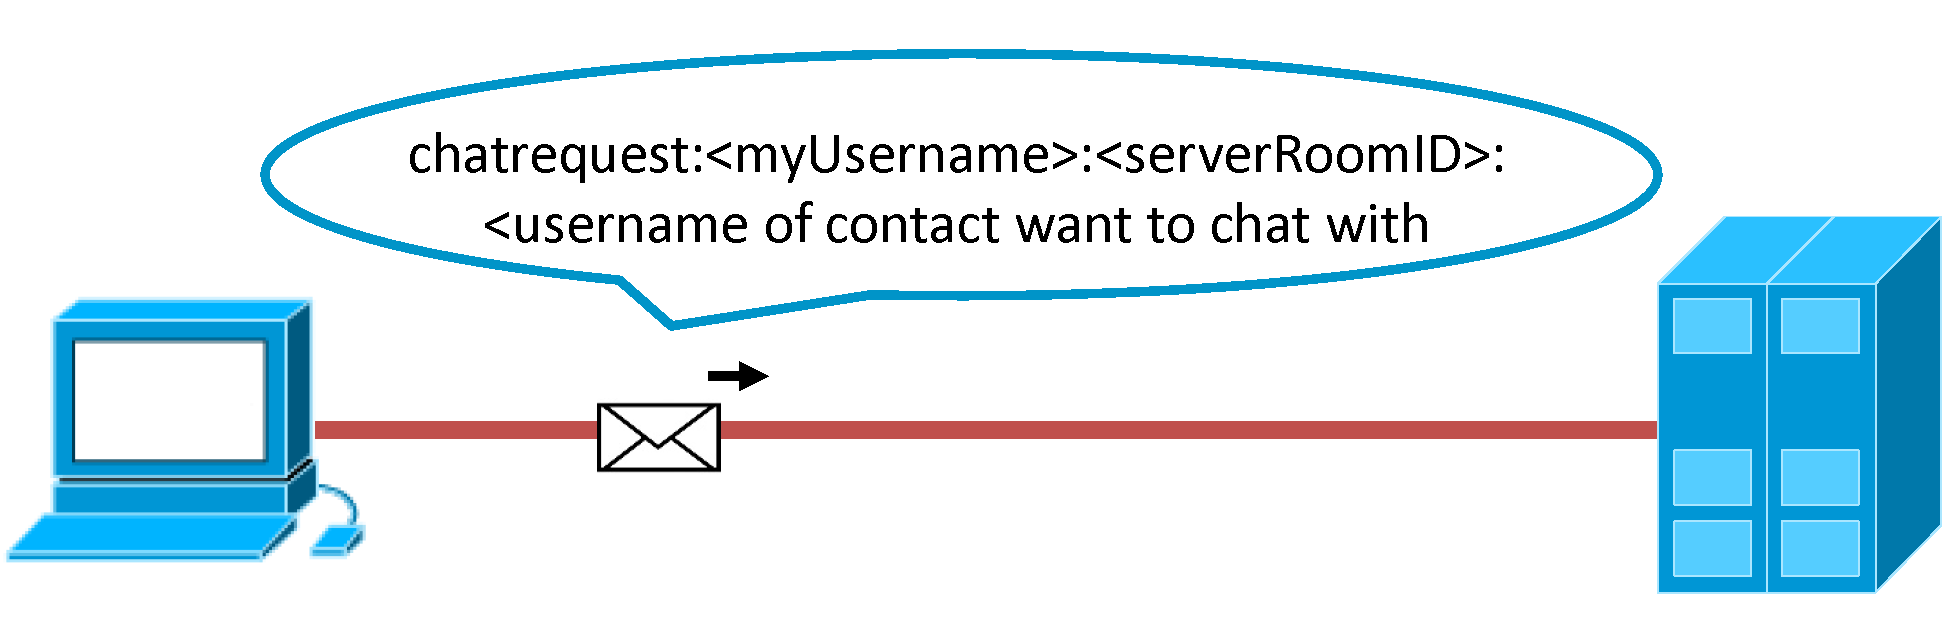 chatrequest:<myUsername>:<serverRoomID>:
<username of contact want to chat with